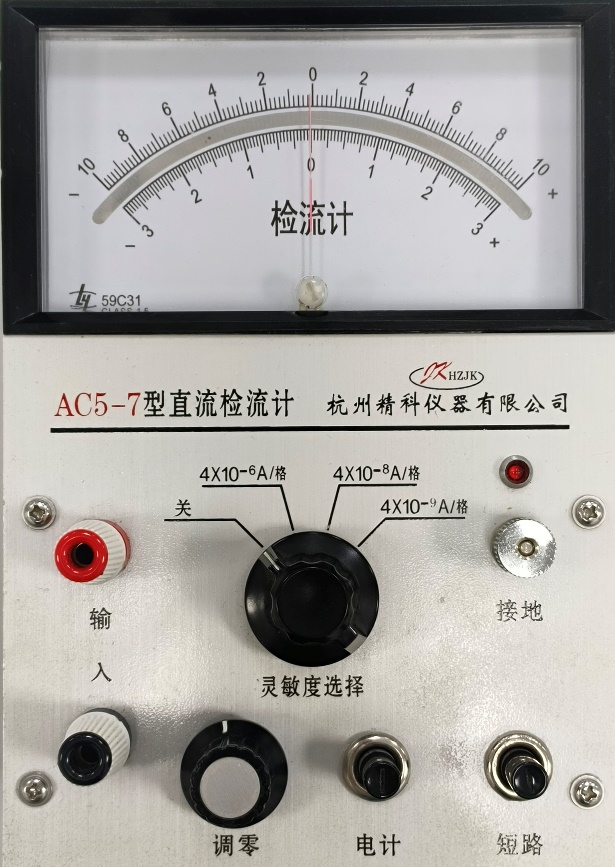 10 8 6 4 2 0 2 4 6 8 10
− +
3 2 1 0 1 2 3
− +
检流计
59C31
CLASS 1.5
HZJK
AC5-7型直流检流计 杭州精科仪器有限公司
4X10⁻⁶A/格 4X10⁻⁸A/格
关 4X10⁻⁹A/格
输
入
接地
灵敏度选择
调零 电计 短路